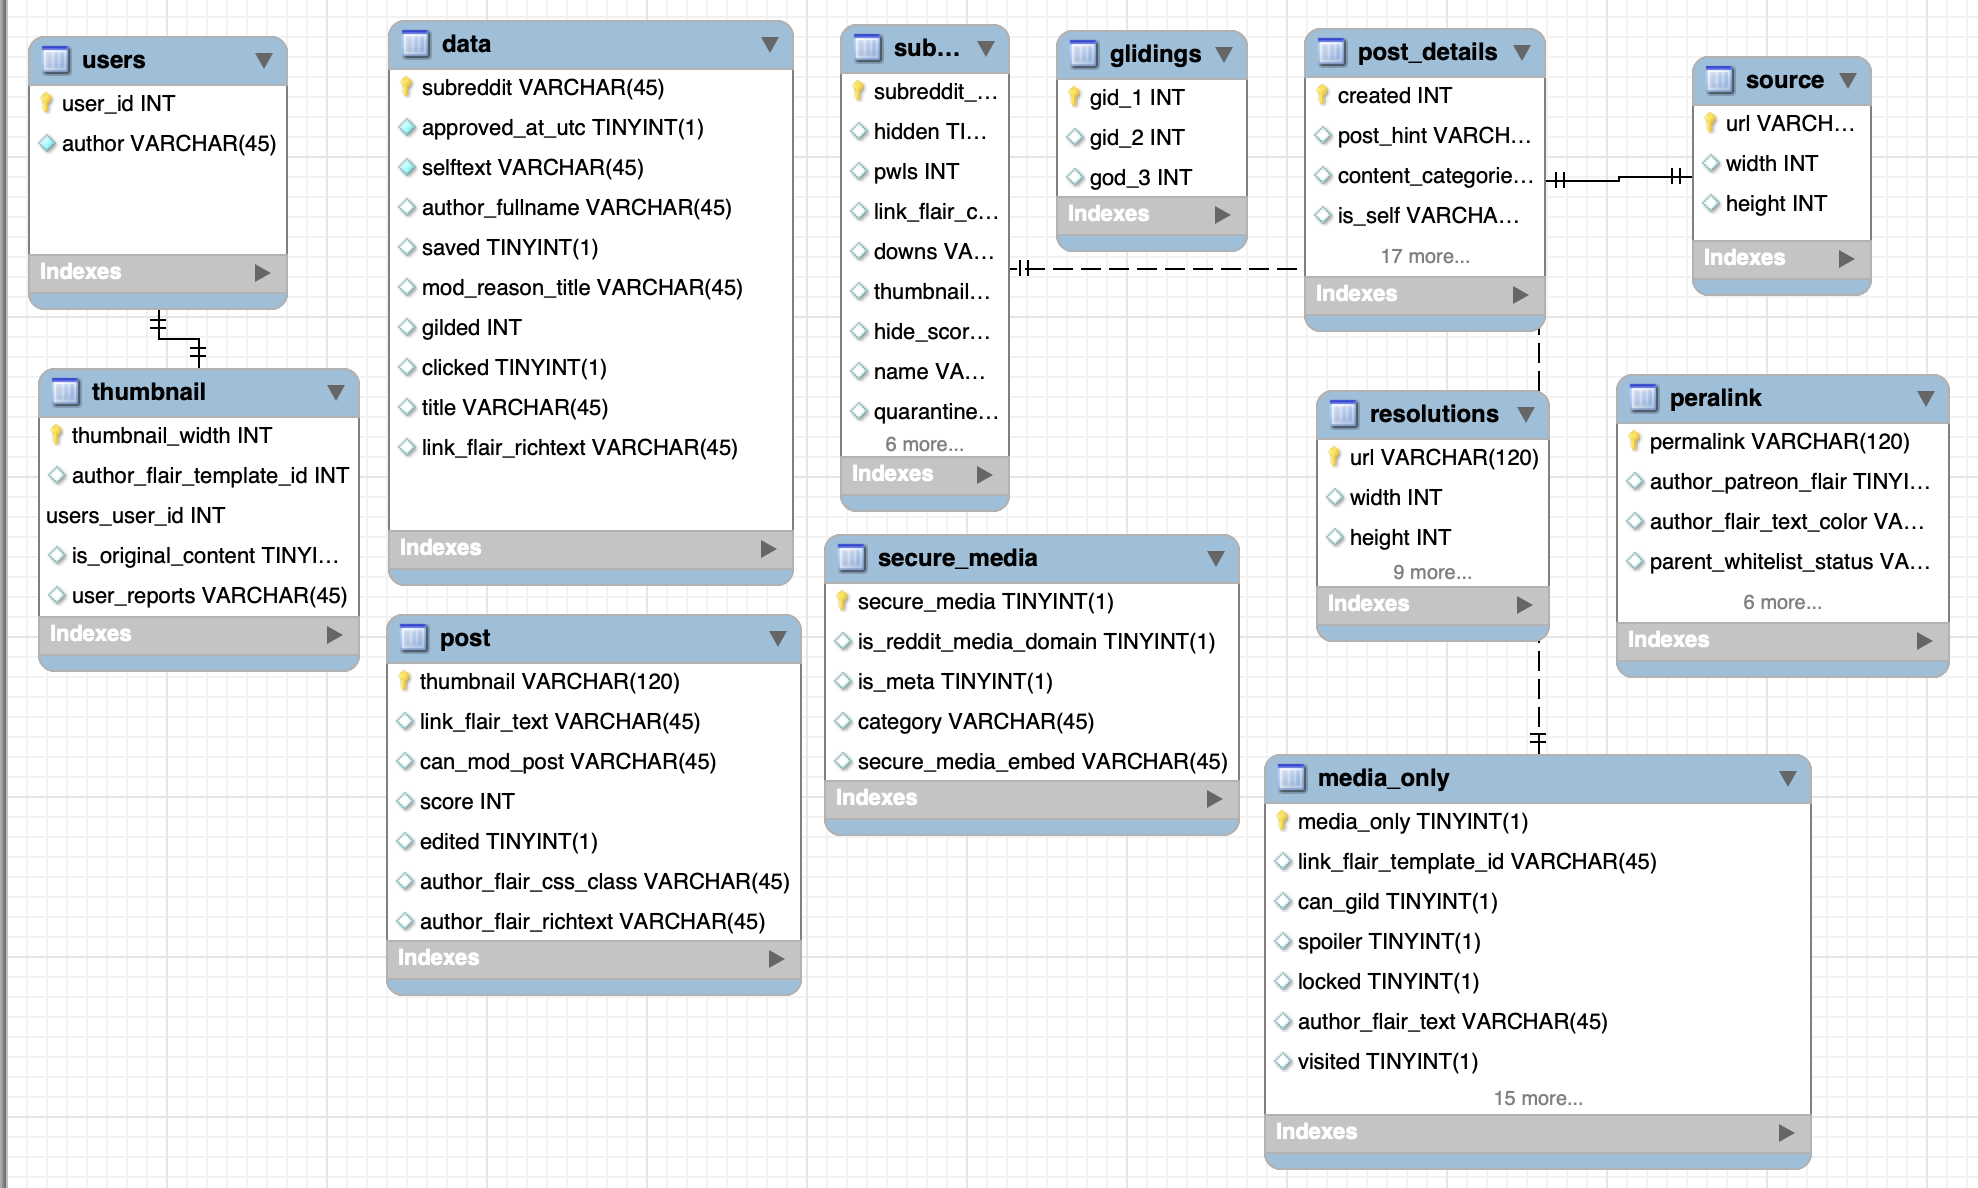 users
user_id INT
author VARCHAR(45)
Indexes
thumbnail
thumbnail_width INT
author_flair_template_id INT
users_user_id INT
is_original_content TINYI...
user_reports VARCHAR(45)
Indexes
data
subreddit VARCHAR(45)
approved_at_utc TINYINT(1)
selftext VARCHAR(45)
author_fullname VARCHAR(45)
saved TINYINT(1)
mod_reason_title VARCHAR(45)
gilded INT
clicked TINYINT(1)
title VARCHAR(45)
link_flair_richtext VARCHAR(45)
Indexes
post
thumbnail VARCHAR(120)
link_flair_text VARCHAR(45)
can_mod_post VARCHAR(45)
score INT
edited TINYINT(1)
author_flair_css_class VARCHAR(45)
author_flair_richtext VARCHAR(45)
Indexes
sub...
subreddit_...
hidden TI...
pwls INT
link_flair_c...
downs VA...
thumbnail...
hide_scor...
name VA...
quarantine...
6 more...
Indexes
glidings
gid_1 INT
gid_2 INT
god_3 INT
Indexes
secure_media
secure_media TINYINT(1)
is_reddit_media_domain TINYINT(1)
is_meta TINYINT(1)
category VARCHAR(45)
secure_media_embed VARCHAR(45)
Indexes
post_details
created INT
post_hint VARCH...
content_categorie...
is_self VARCHA...
17 more...
Indexes
source
url VARCH...
width INT
height INT
Indexes
resolutions
url VARCHAR(120)
width INT
height INT
9 more...
Indexes
peralink
permalink VARCHAR(120)
author_patreon_flair TINYI...
author_flair_text_color VA...
parent_whitelist_status VA...
6 more...
Indexes
media_only
media_only TINYINT(1)
link_flair_template_id VARCHAR(45)
can_gild TINYINT(1)
spoiler TINYINT(1)
locked TINYINT(1)
author_flair_text VARCHAR(45)
visited TINYINT(1)
15 more...
Indexes